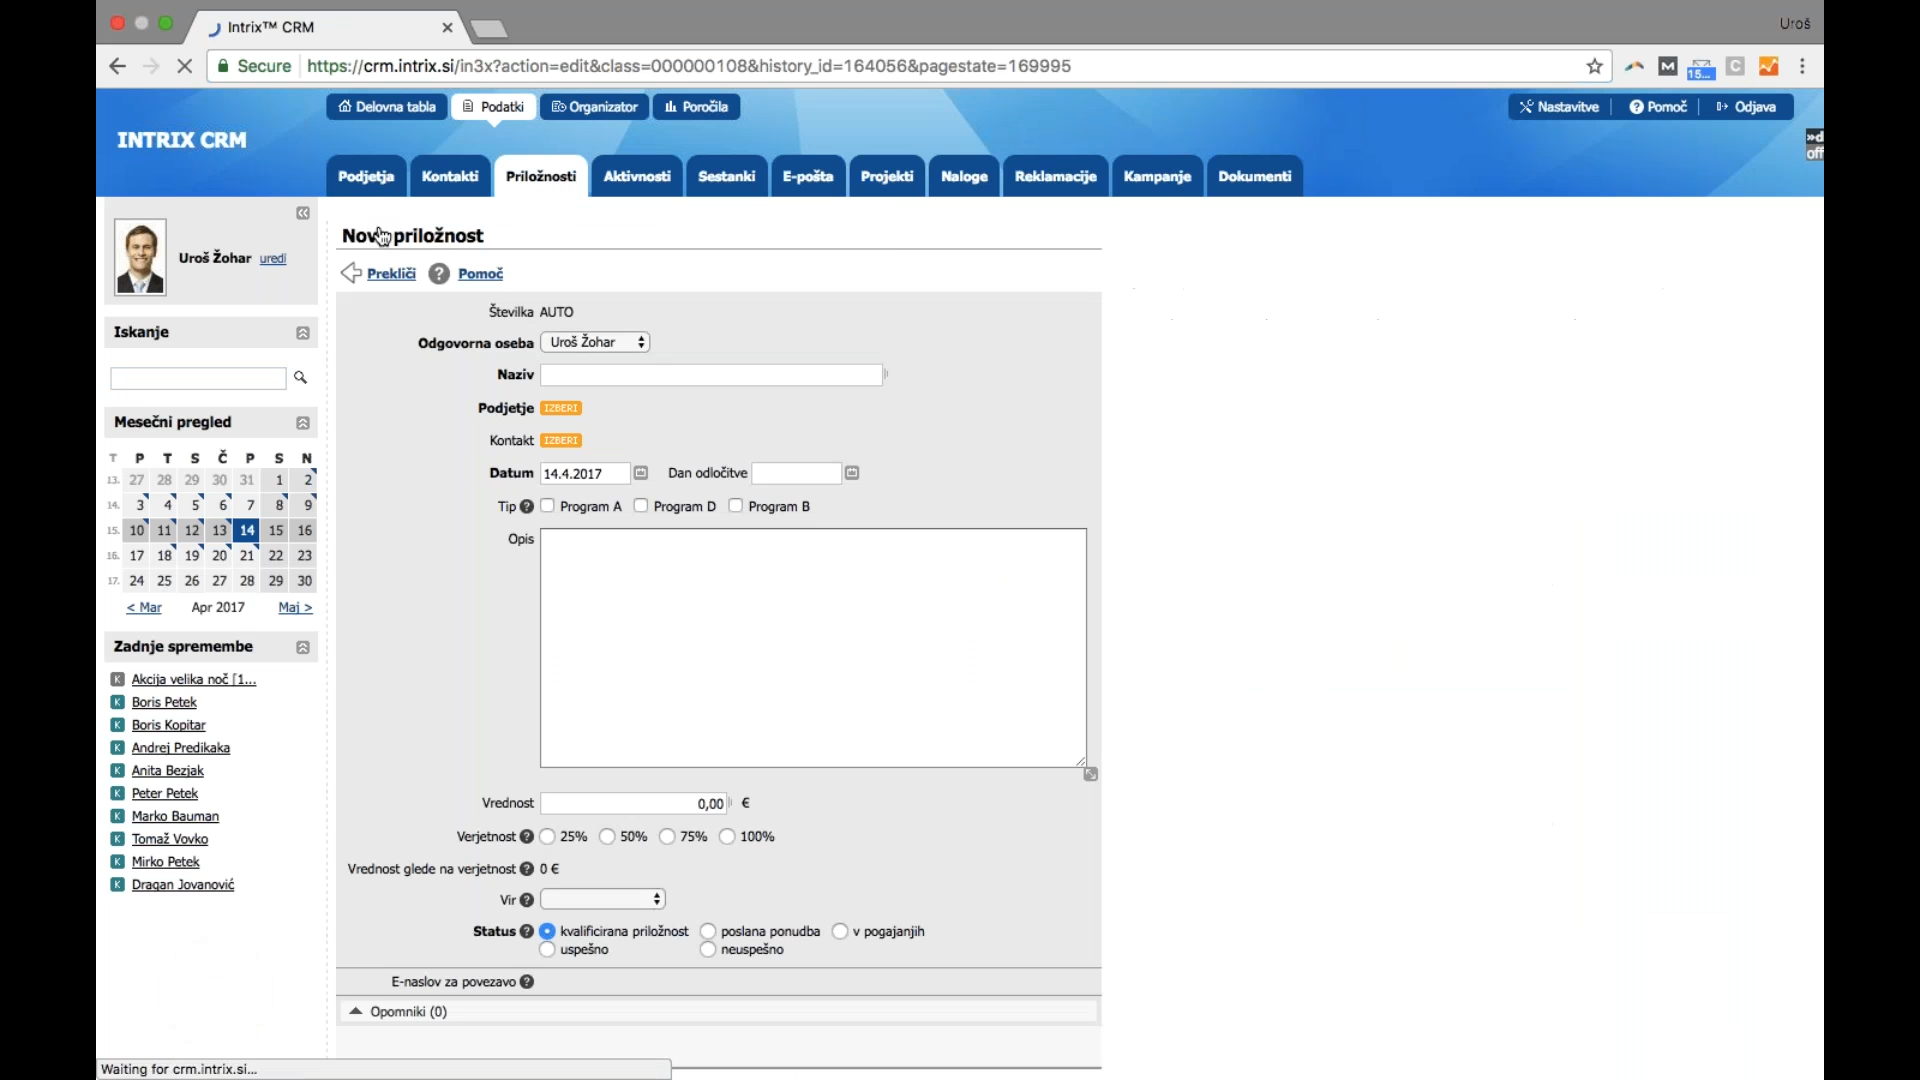 Intrix™ CRM
Uroš
Secure https://crm.intrix.si/in3x?action=edit&class=000000108&history_id=164056&pagestate=169995
M 15... C
Delovna tabla Podatki Organizator Poročila Nastavitve Pomoč Odjava
INTRIX CRM
»d
off
Podjetja Kontakti Priložnosti Aktivnosti Sestanki E-pošta Projekti Naloge Reklamacije Kampanje Dokumenti
Uroš Žohar uredi
Iskanje
Mesečni pregled
T P T S Č P S N
13. 27 28 29 30 31 1 2
14. 3 4 5 6 7 8 9
15. 10 11 12 13 14 15 16
16. 17 18 19 20 21 22 23
17. 24 25 26 27 28 29 30
< Mar Apr 2017 Maj >
Zadnje spremembe
K Akcija velika noč [1...
K Boris Petek
K Boris Kopitar
K Andrej Predikaka
K Anita Bezjak
K Peter Petek
K Marko Bauman
K Tomaž Vovko
K Mirko Petek
K Dragan Jovanović
priložnost
Prekliči ? Pomoč
Številka AUTO
Odgovorna oseba Uroš Žohar
Naziv
Podjetje IZBERI
Kontakt IZBERI
Datum 14.4.2017 Dan odločitve
Tip ? Program A Program D Program B
Opis
Vrednost 0,00 €
Verjetnost ? 25% 50% 75% 100%
Vrednost glede na verjetnost ? 0 €
Vir ?
Status ? kvalificirana priložnost poslana ponudba v pogajanjih
uspešno neuspešno
E-naslov za povezavo ?
Opomniki (0)
Waiting for crm.intrix.si...